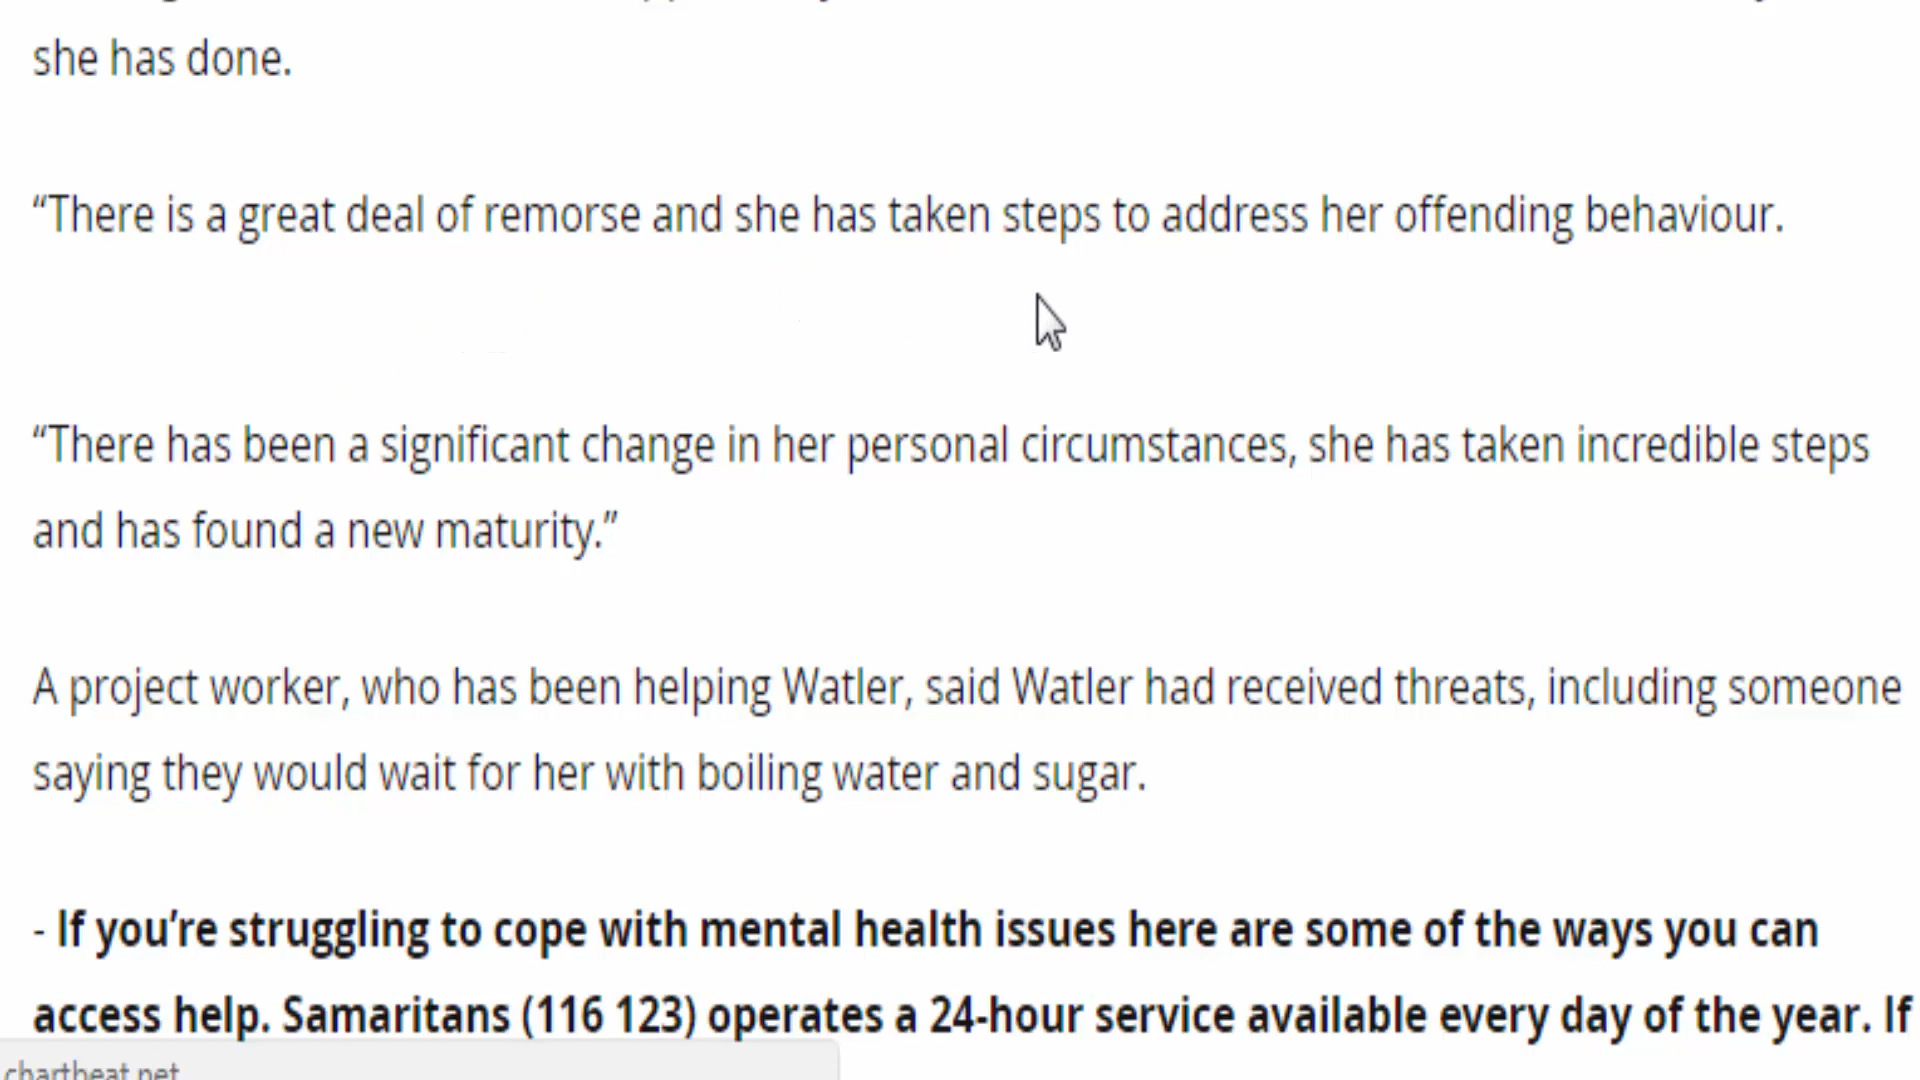 she has done.
“There is a great deal of remorse and she has taken steps to address her offending behaviour.
“There has been a significant change in her personal circumstances, she has taken incredible steps
and has found a new maturity.”
A project worker, who has been helping Watler, said Watler had received threats, including someone
saying they would wait for her with boiling water and sugar.
- If you’re struggling to cope with mental health issues here are some of the ways you can
access help. Samaritans (116 123) operates a 24-hour service available every day of the year. If
chartbeat.net